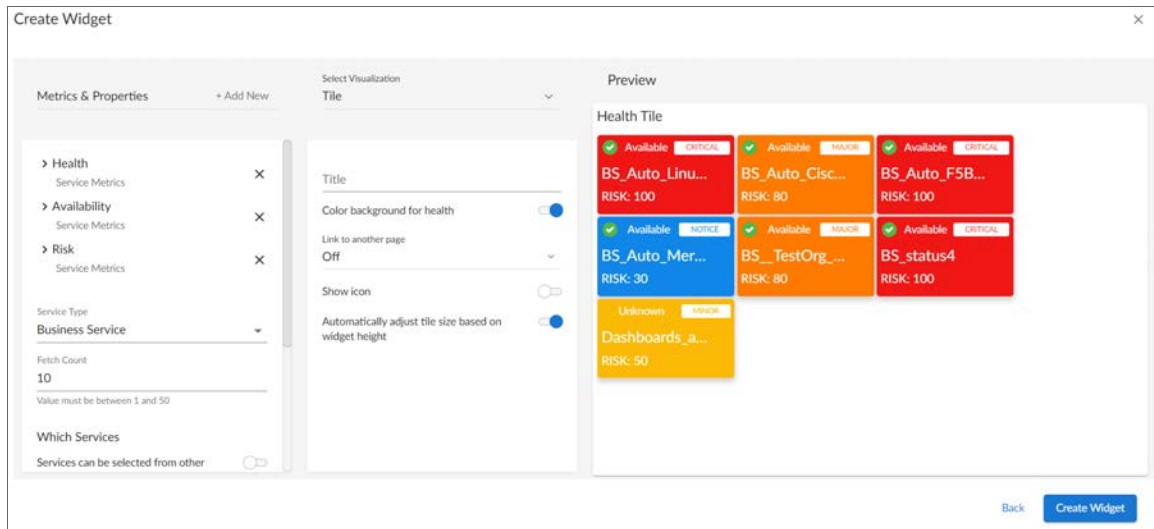 Create Widget
Metrics & Properties
+ Add New
Health
Service Metrics
Availability
Service Metrics
Risk
Service Metrics
Service Type
Business Service
Fetch Count
10
Value must be between 1 and 50
Which Services
Services can be selected from other
Select Visualization
Tile
Title
Color background for health
Link to another page
Off
Show icon
Automatically adjust tile size based on
widget height
Preview
Health Tile
Available CRITICAL
BS_Auto_Linu...
RISK: 100
Available MAJOR
BS_Auto_Cisc...
RISK: 80
Available CRITICAL
BS_Auto_F5B...
RISK: 100
Available NOTICE
BS_Auto_Mer...
RISK: 30
Available MAJOR
BS__TestOrg_...
RISK: 80
Available CRITICAL
BS_status4
RISK: 100
Unknown MINOR
Dashboards_a...
RISK: 50
Back
Create Widget